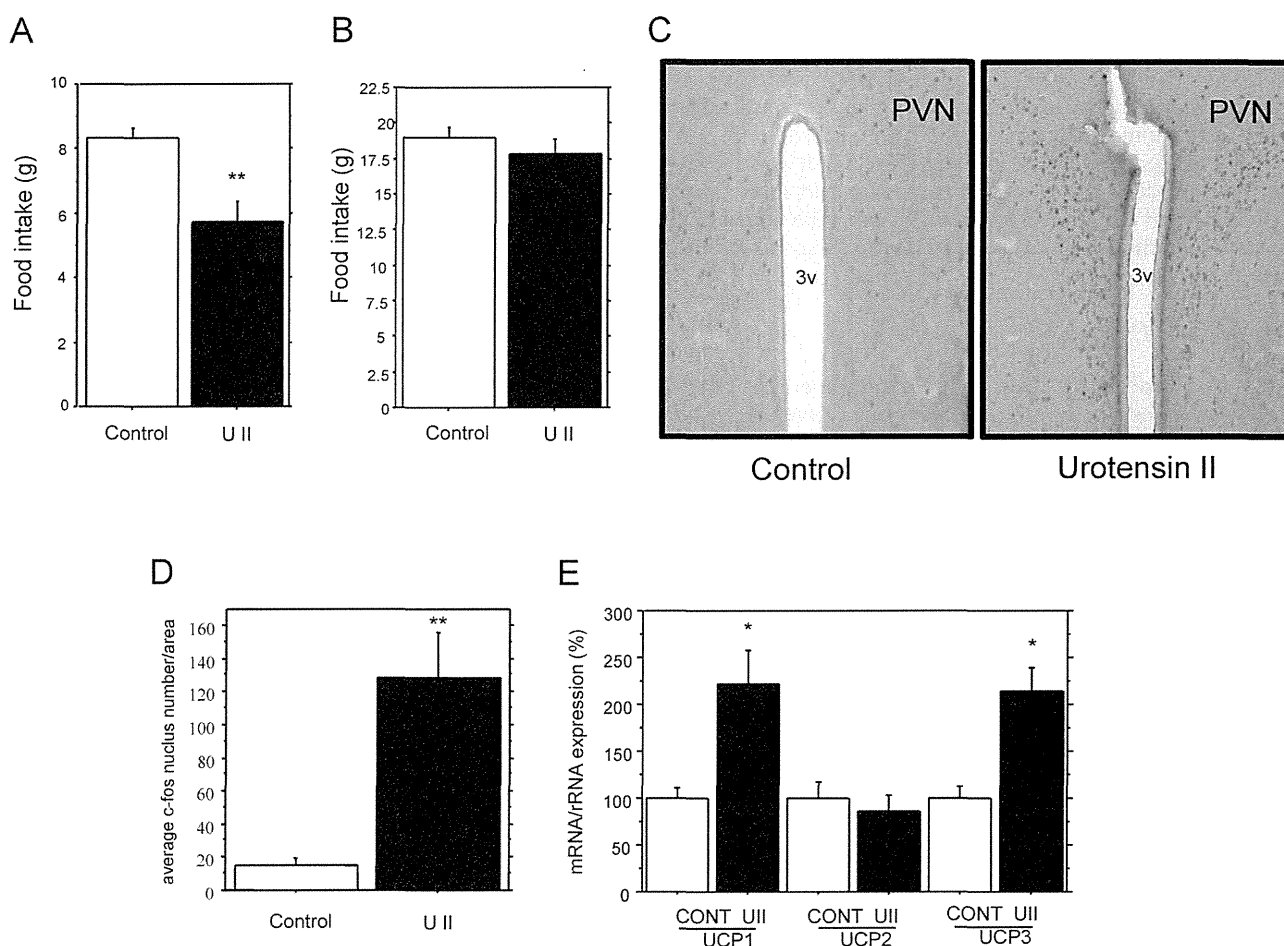 A
Food intake (g)
10
8
6
4
2
0
**
Control
U II
B
Food intake (g)
22.5
20
17.5
15
12.5
10
7.5
5
2.5
0
Control
U II
C
PVN
3v
Control
PVN
3v
Urotensin II
D
average c-fos nuclus number/area
160
140
120
100
80
60
40
20
0
**
Control
U II
E
mRNA/rRNA expression (%)
300
250
200
150
100
50
0
*
*
CONT UII
UCP1
CONT UII
UCP2
CONT UII
UCP3